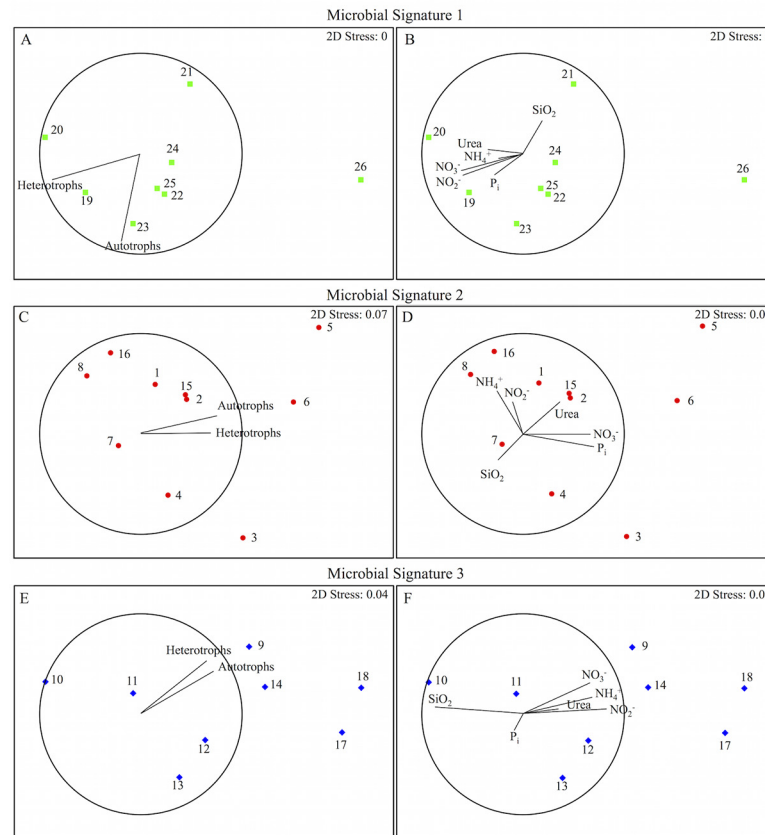 Microbial Signature 1
A
2D Stress: 0
21
20
24
Heterotrophs
26
25
19
22
23
Autotrophs
B
2D Stress:
21
SiO₂
20
Urea
24
NH₄⁺
NO₃⁻
26
NO₂⁻
Pᵢ
25
19
22
23
Microbial Signature 2
C
2D Stress: 0.07
5
16
8
1
15
2
6
Autotrophs
Heterotrophs
7
4
3
D
2D Stress: 0.0
5
16
8
1
NH₄⁺
NO₂⁻
15
2
6
Urea
7
NO₃⁻
Pᵢ
SiO₂
4
3
Microbial Signature 3
E
2D Stress: 0.04
9
Heterotrophs
Autotrophs
10
11
14
18
12
17
13
F
2D Stress: 0.0
9
NO₃⁻
10
11
14
18
NH₄⁺
SiO₂
Urea
NO₂⁻
Pᵢ
12
17
13